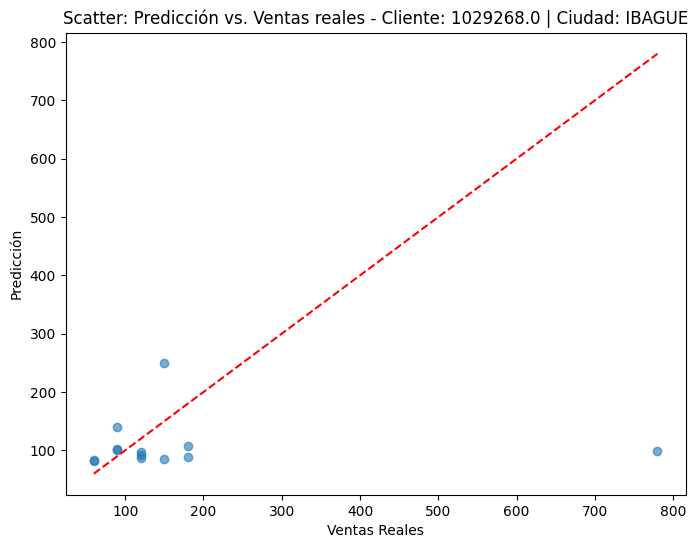 Scatter: Predicción vs. Ventas reales - Cliente: 1029268.0 | Ciudad: IBAGUE
800
700
600
500
400
300
200
100
Predicción
100 200 300 400 500 600 700 800
Ventas Reales